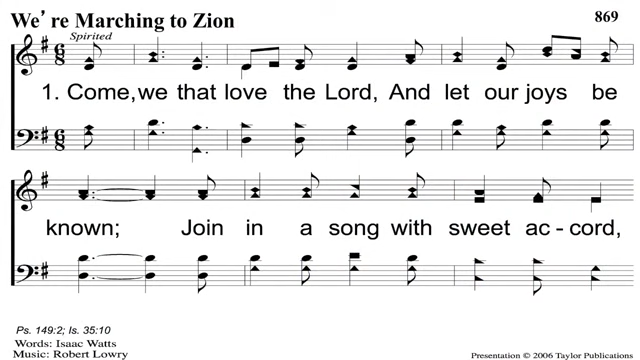 We're Marching to Zion
869
Spirited
1. Come, we that love the Lord, And let our joys be
known; Join in a song with sweet ac - cord,
Ps. 149:2; Is. 35:10
Words: Isaac Watts
Music: Robert Lowry
Presentation © 2006 Taylor Publications